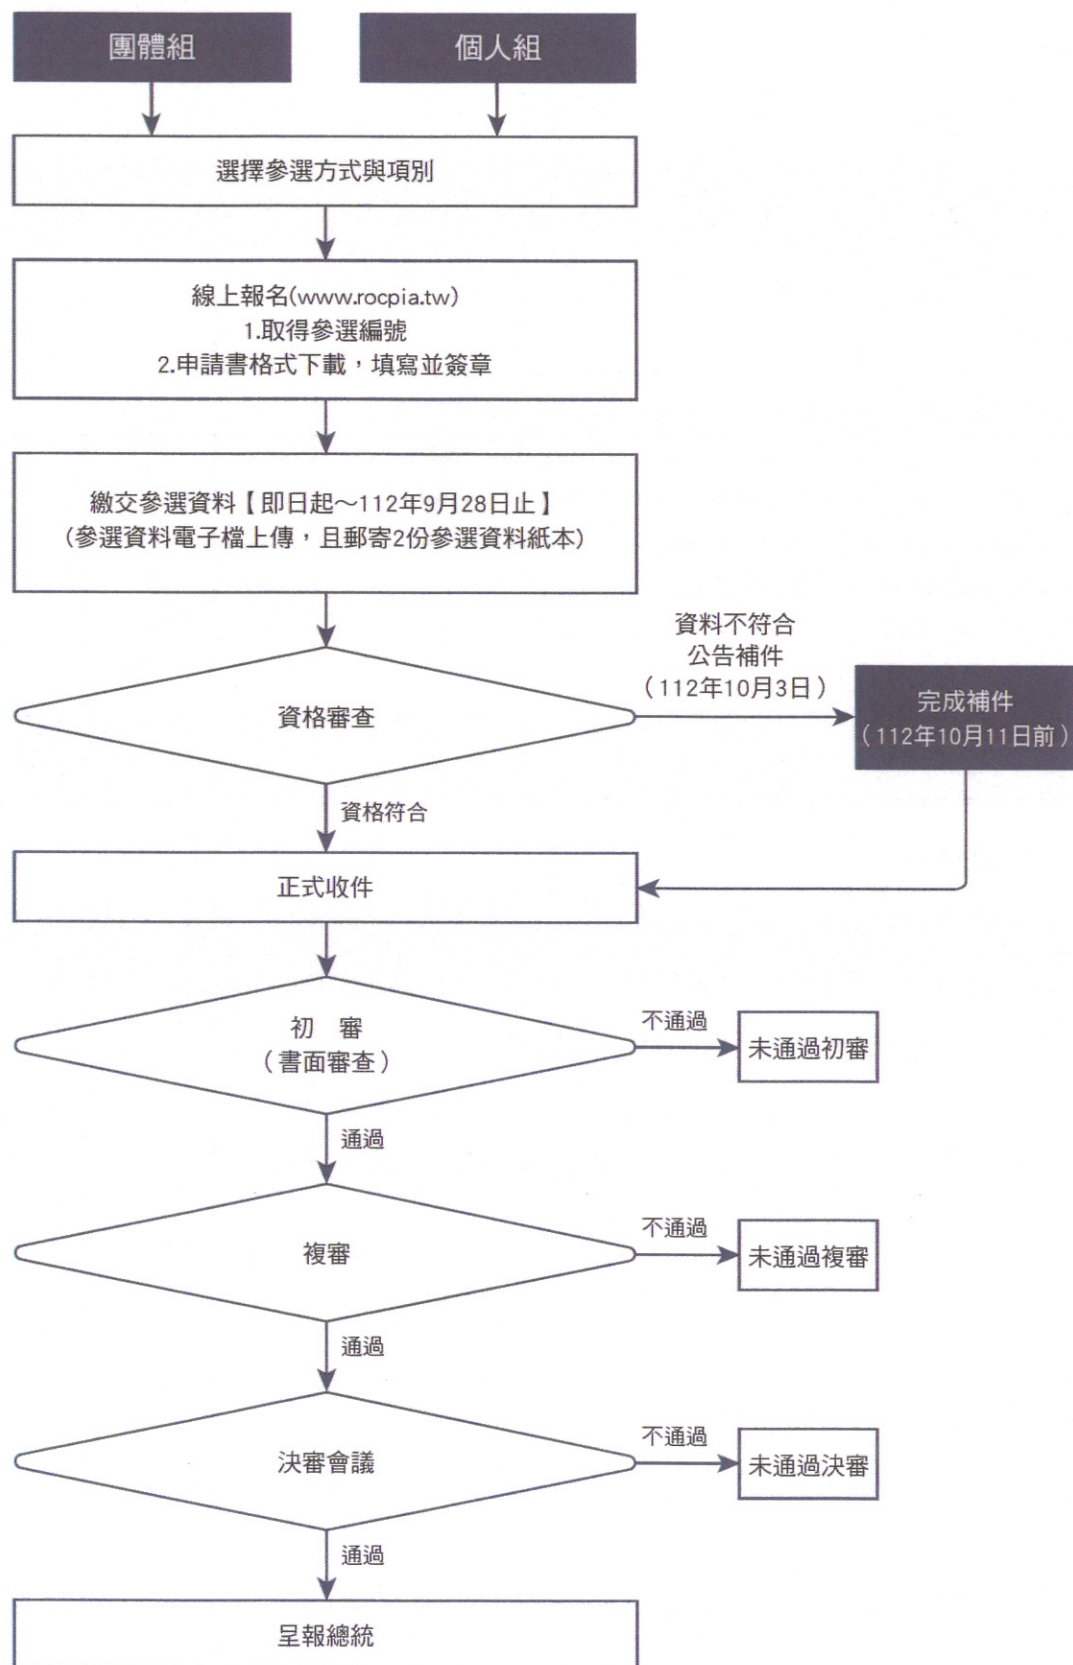 團體組
個人組
選擇參選方式與項別
線上報名(www.rocpia.tw)
1.取得參選編號
2.申請書格式下載，填寫並簽章
繳交參選資料【即日起～112年9月28日止】
(參選資料電子檔上傳，且郵寄2份參選資料紙本)
資料不符合
公告補件
（112年10月3日）
資格審查
完成補件
（112年10月11日前）
資格符合
正式收件
初　審
（書面審查）
不通過
未通過初審
通過
複審
不通過
未通過複審
通過
決審會議
不通過
未通過決審
通過
呈報總統